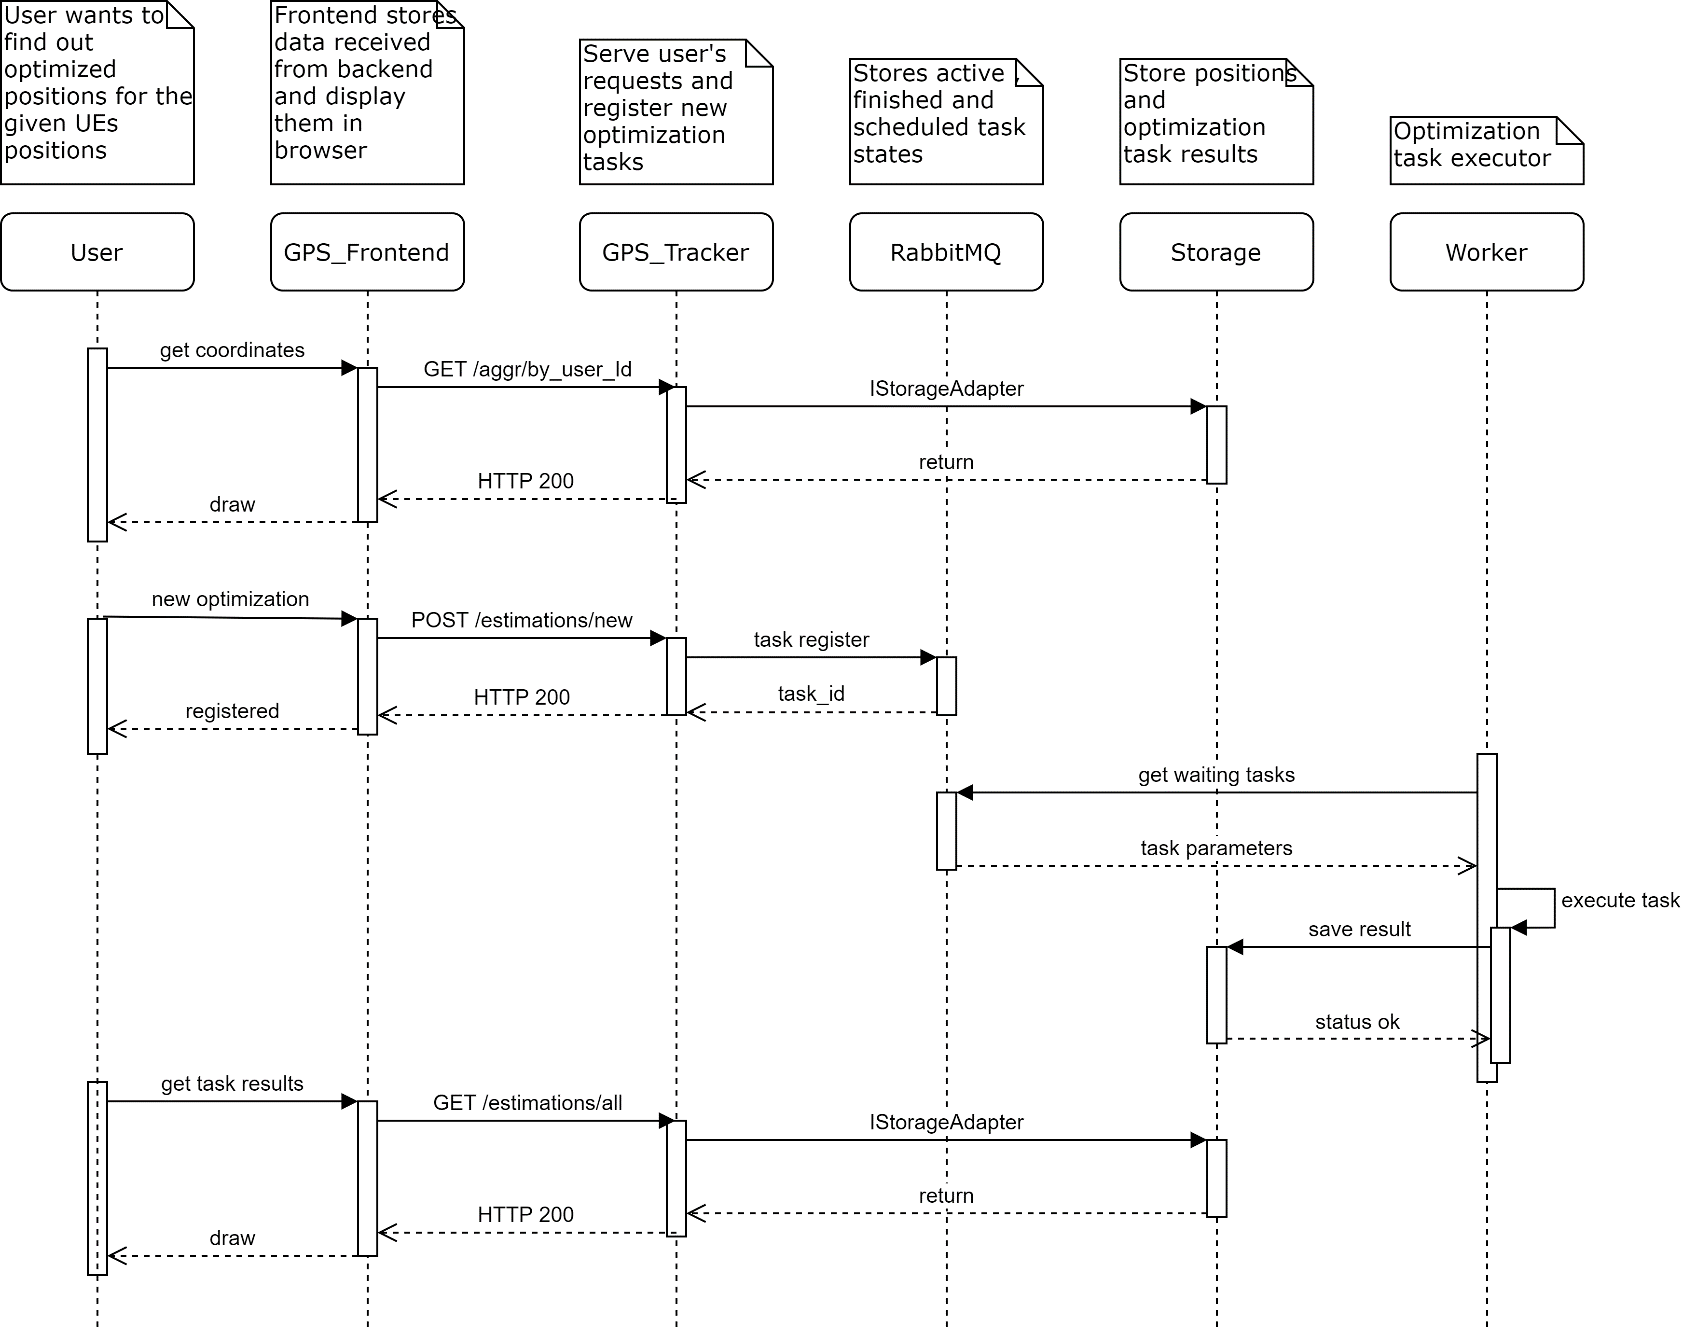 User wants to
find out
optimized
positions for the
given UEs
positions
Frontend stores
data received
from backend
and display
them in
browser
Serve user's
requests and
register new
optimization
tasks
Stores active ,
finished and
scheduled task
states
Store positions
and
optimization
task results
Optimization
task executor
User
GPS_Frontend
GPS_Tracker
RabbitMQ
Storage
Worker
get coordinates
GET /aggr/by_user_Id
IStorageAdapter
return
HTTP 200
draw
new optimization
POST /estimations/new
task register
task_id
HTTP 200
registered
get waiting tasks
task parameters
execute task
save result
status ok
get task results
GET /estimations/all
IStorageAdapter
return
HTTP 200
draw